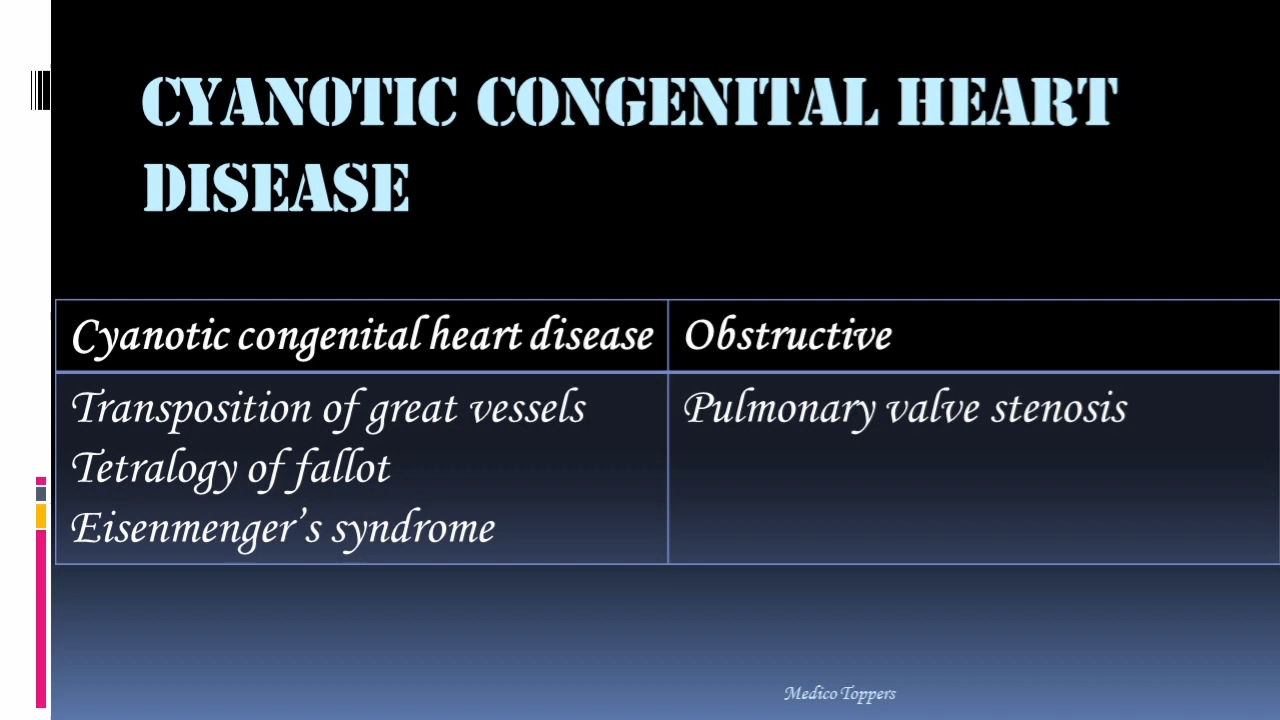 CYANOTIC CONGENITAL HEART
DISEASE
Cyanotic congenital heart disease
Obstructive
Transposition of great vessels
Tetralogy of fallot
Eisenmenger's syndrome
Pulmonary valve stenosis
Medico Toppers